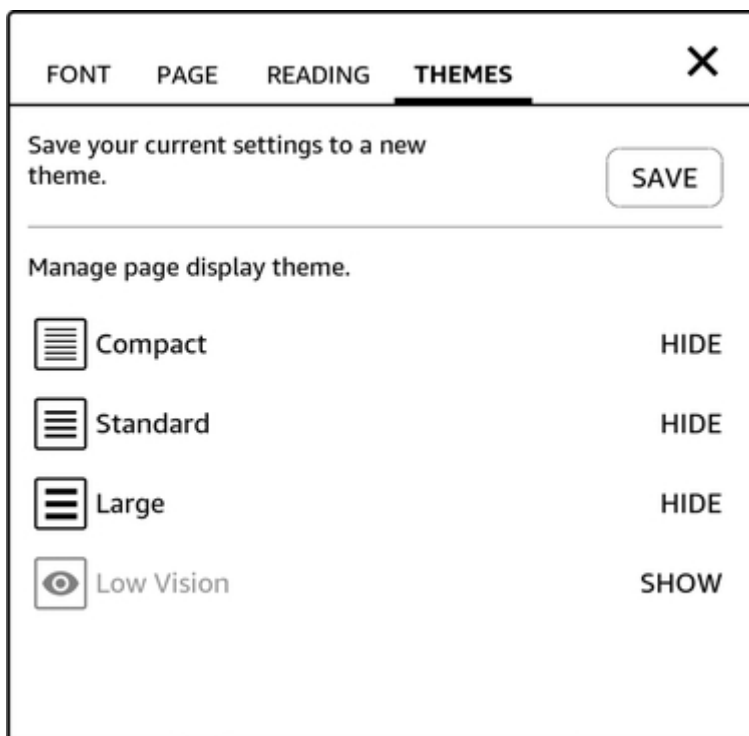 FONT PAGE READING THEMES
Save your current settings to a new
theme.
SAVE
Manage page display theme.
Compact HIDE
Standard HIDE
Large HIDE
Low Vision SHOW